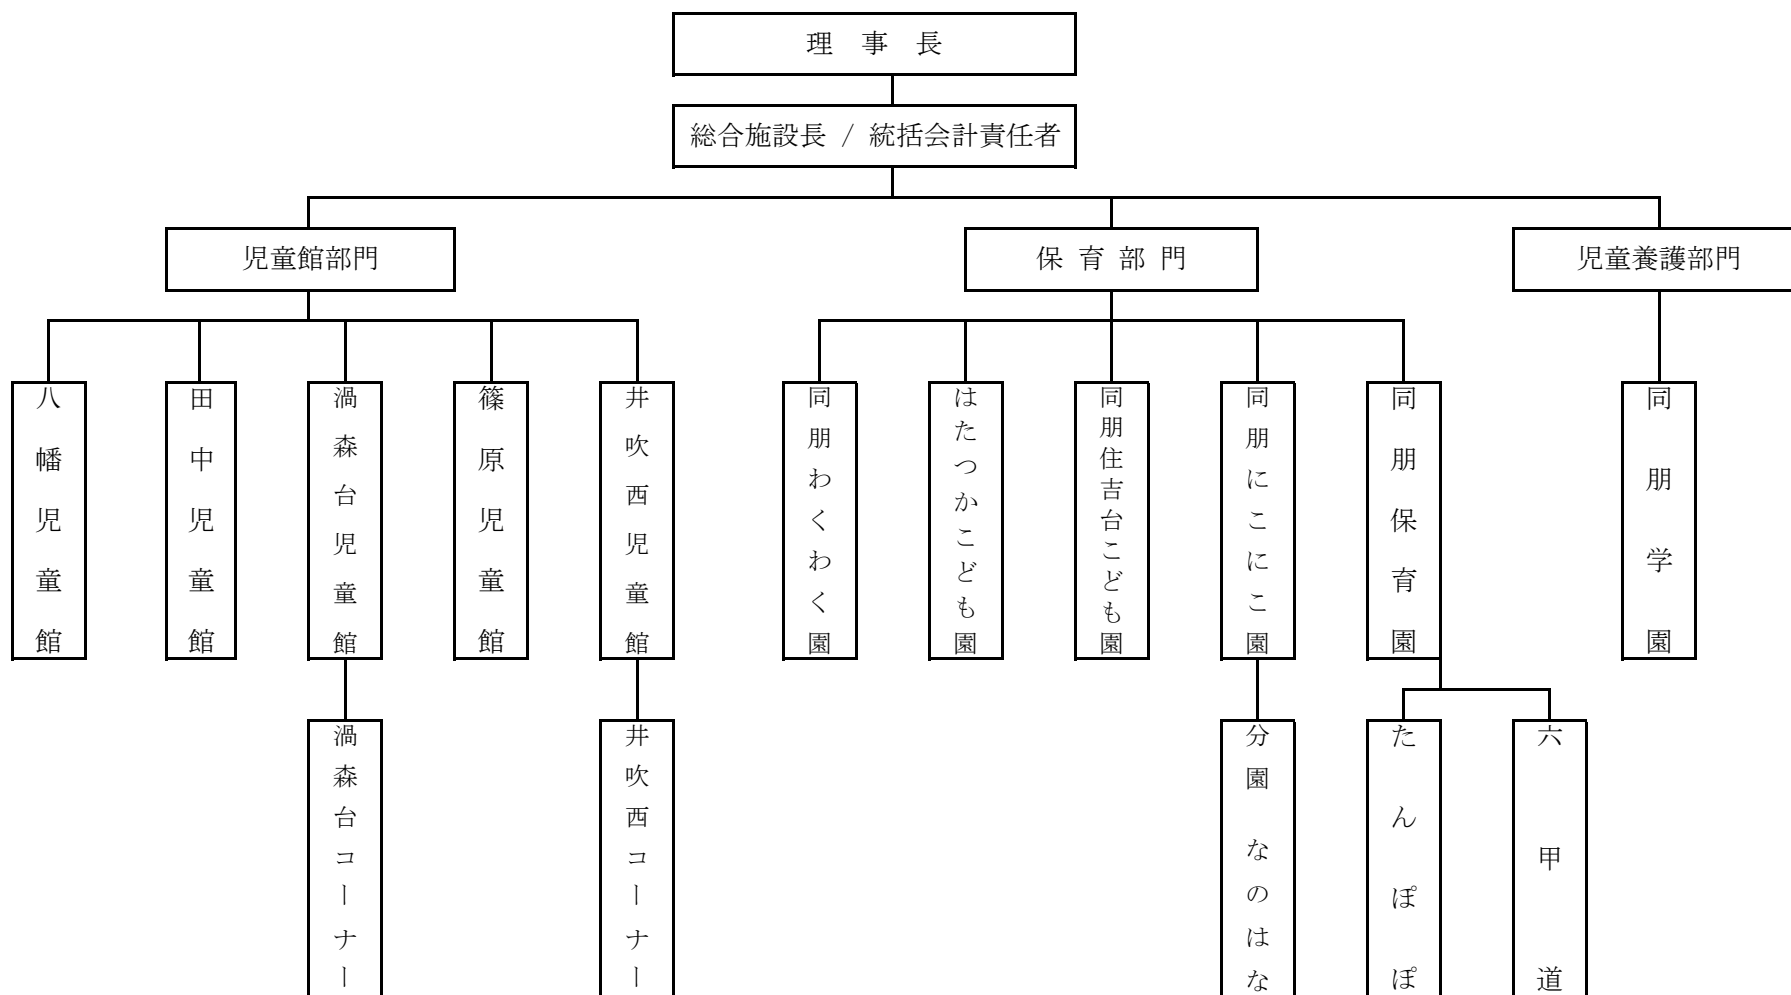 理 事 長
総合施設長 / 統括会計責任者
児童館部門
保 育 部 門
児童養護部門
八幡児童館
田中児童館
渦森台児童館
篠原児童館
井吹西児童館
同朋わくわく園
はたつかこども園
同朋住吉台こども園
同朋にこにこ園
同朋保育園
同朋学園
渦森台コーナー
井吹西コーナー
分園 なのはな
たんぽぽ
六甲道